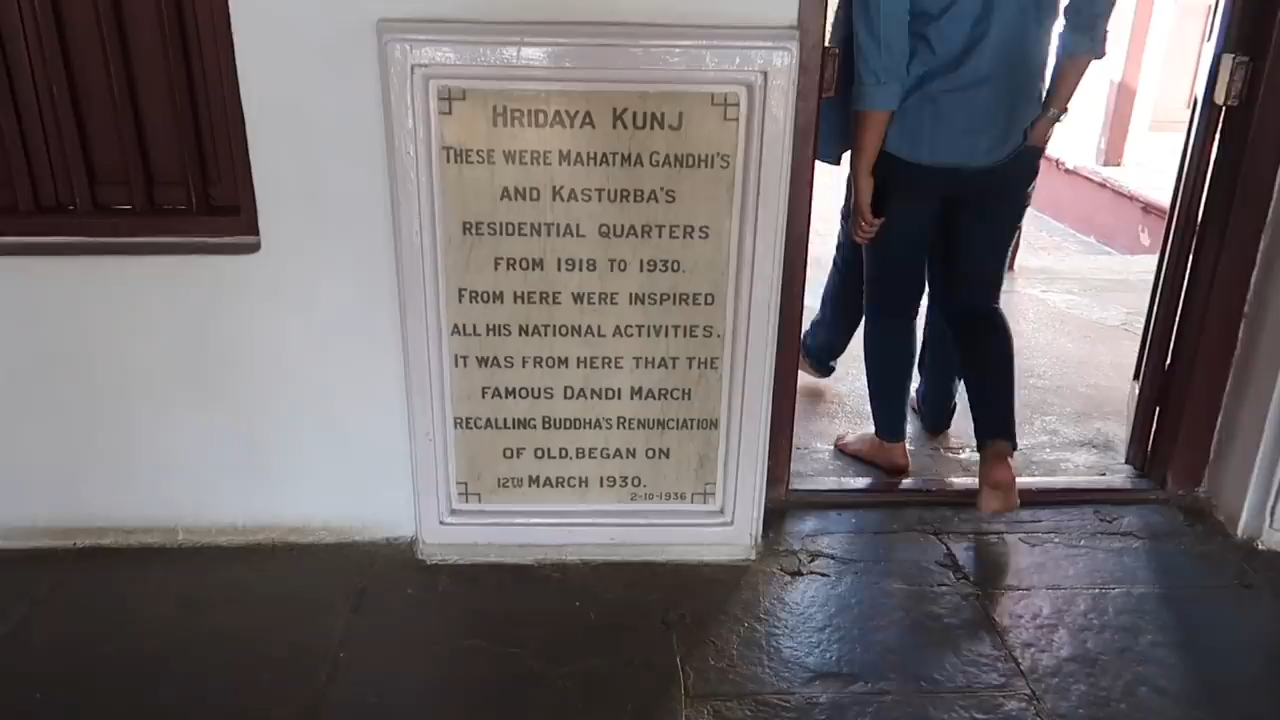 HRIDAYA KUNJ
THESE WERE MAHATMA GANDHI'S
AND KASTURBA'S
RESIDENTIAL QUARTERS
FROM 1918 TO 1930.
FROM HERE WERE INSPIRED
ALL HIS NATIONAL ACTIVITIES.
IT WAS FROM HERE THAT THE
FAMOUS DANDI MARCH
RECALLING BUDDHA'S RENUNCIATION
OF OLD, BEGAN ON
12TH MARCH 1930.
2-10-1936